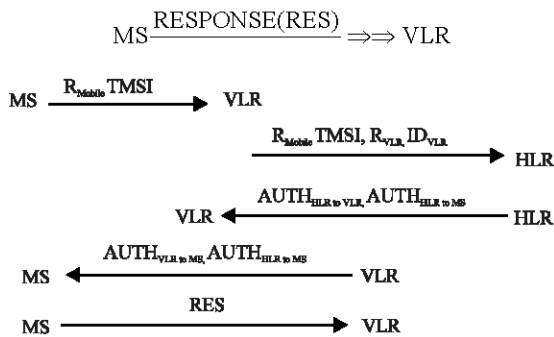 RESPONSE(RES)
MS ⇒⇒ VLR
R_Mobile TMSI
MS VLR
R_Mobile TMSI, R_VLR, ID_VLR
HLR
AUTH_HLR to VLR, AUTH_HLR to MS
VLR HLR
AUTH_VLR to MS, AUTH_HLR to MS
MS VLR
RES
MS VLR